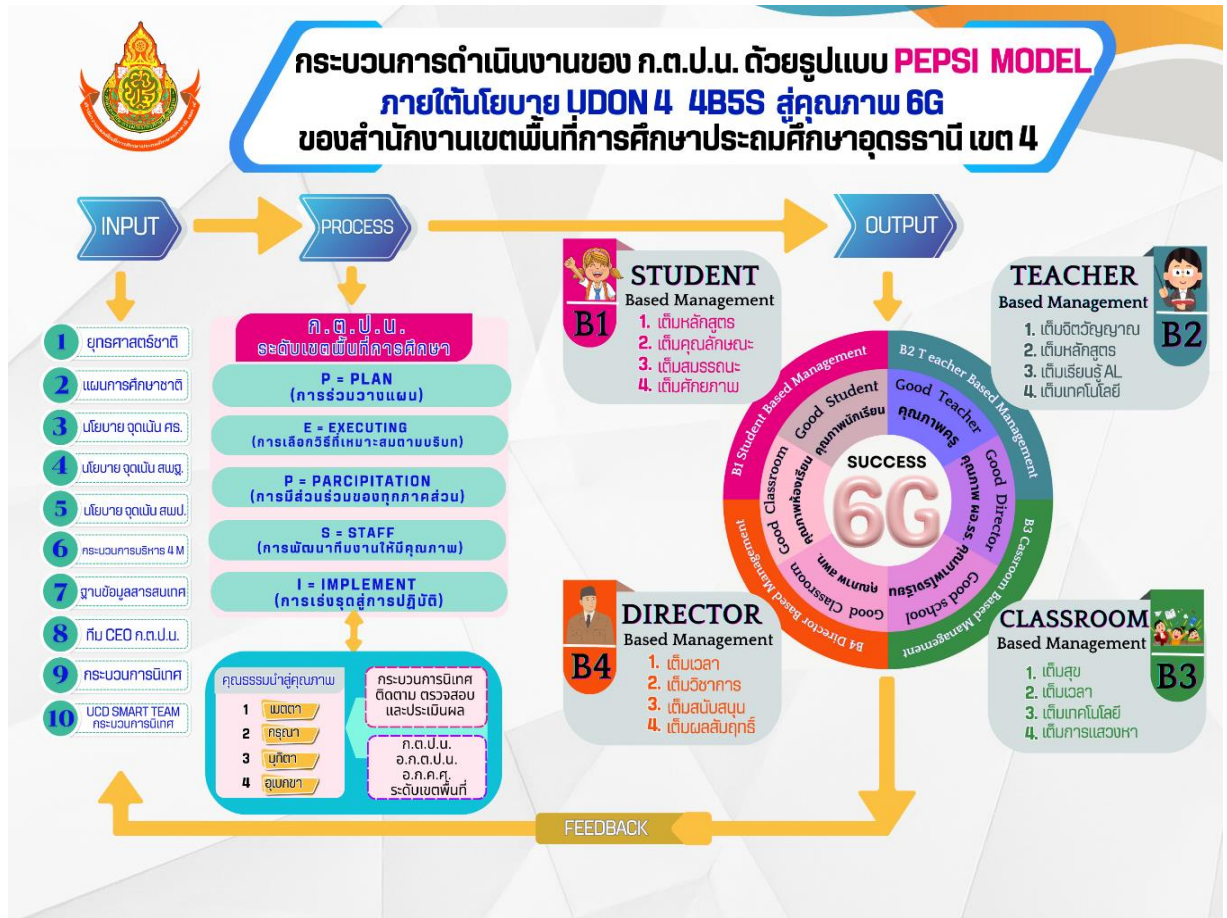 กระบวนการดำเนินงานของ ก.ต.ป.น. ด้วยรูปแบบ PEPSI MODEL
ภายใต้นโยบาย UDON 4 4B5S สู่คุณภาพ 6G
ของสำนักงานเขตพื้นที่การศึกษาประถมศึกษาอุดรธานี เขต 4
INPUT
PROCESS
OUTPUT
1 ยุทธศาสตร์ชาติ
2 แผนการศึกษาชาติ
3 นโยบาย จุดเน้น ศธ.
4 นโยบาย จุดเน้น สพฐ.
5 นโยบาย จุดเน้น สพป.
6 กระบวนการบริหาร 4 M
7 ฐานข้อมูลสารสนเทศ
8 ทีม CEO ก.ต.ป.น.
9 กระบวนการนิเทศ
10 UCD SMART TEAM
กระบวนการนิเทศ
ก.ต.ป.น.
ระดับเขตพื้นที่การศึกษา
P = PLAN
(การร่วมวางแผน)
E = EXECUTING
(การเลือกวิธีที่เหมาะสมตามบริบท)
P = PARCIPITATION
(การมีส่วนร่วมของทุกภาคส่วน)
S = STAFF
(การพัฒนาทีมงานให้มีคุณภาพ)
I = IMPLEMENT
(การเร่งรุดสู่การปฏิบัติ)
คุณธรรมนำสู่คุณภาพ
1 เมตตา
2 กรุณา
3 มุทิตา
4 อุเบกขา
กระบวนการนิเทศ
ติดตาม ตรวจสอบ
และประเมินผล
ก.ต.ป.น.
อ.ก.ต.ป.น.
อ.ก.ค.ศ.
ระดับเขตพื้นที่
B1
STUDENT
Based Management
1. เต็มหลักสูตร
2. เต็มคุณลักษณะ
3. เต็มสมรรถนะ
4. เต็มศักยภาพ
TEACHER
Based Management
B2
1. เต็มจิตวิญญาณ
2. เต็มหลักสูตร
3. เต็มเรียนรู้ AL
4. เต็มเทคโนโลยี
B1 Student Based Management
B2 Teacher Based Management
B3 Cassroom Based Management
B4 Director Based Management
Good Student
คุณภาพนักเรียน
Good Teacher
คุณภาพครู
Good Director
คุณภาพ ผอ.รร.
Good school
คุณภาพโรงเรียน
Good Classroom
คุณภาพ สพท.
Good Classroom
คุณภาพห้องเรียน
SUCCESS
6G
B4
DIRECTOR
Based Management
1. เต็มเวลา
2. เต็มวิชาการ
3. เต็มสนับสนุน
4. เต็มผลสัมฤทธิ์
CLASSROOM
Based Management
B3
1. เต็มสุข
2. เต็มเวลา
3. เต็มเทคโนโลยี
4. เต็มการแสวงหา
FEEDBACK